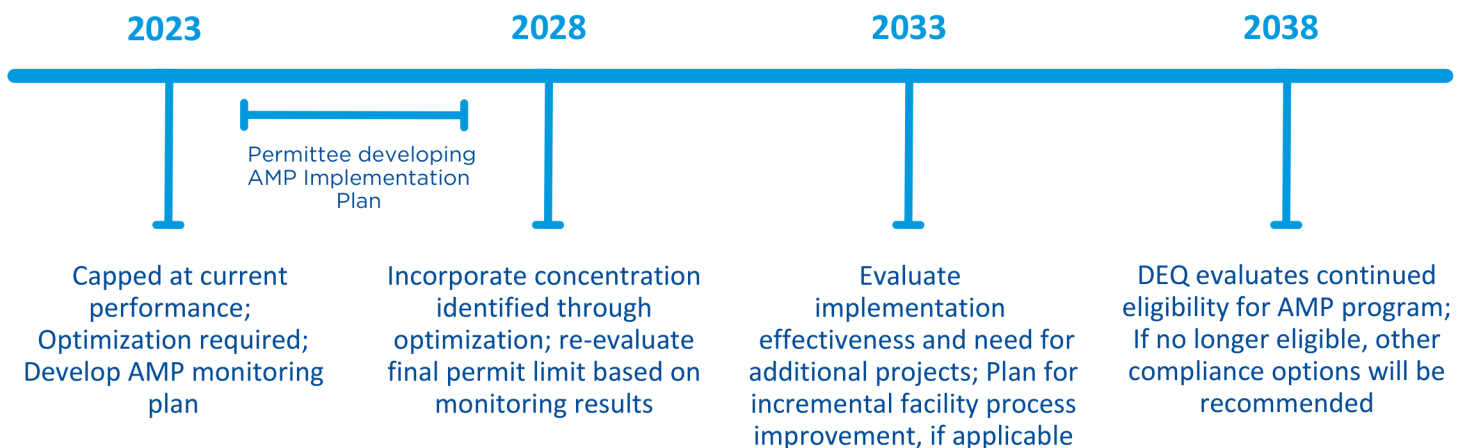 2023
2028
2033
2038
Permittee developing
AMP Implementation
Plan
Capped at current
performance;
Optimization required;
Develop AMP monitoring
plan
Incorporate concentration
identified through
optimization; re-evaluate
final permit limit based on
monitoring results
Evaluate
implementation
effectiveness and need for
additional projects; Plan for
incremental facility process
improvement, if applicable
DEQ evaluates continued
eligibility for AMP program;
If no longer eligible, other
compliance options will be
recommended